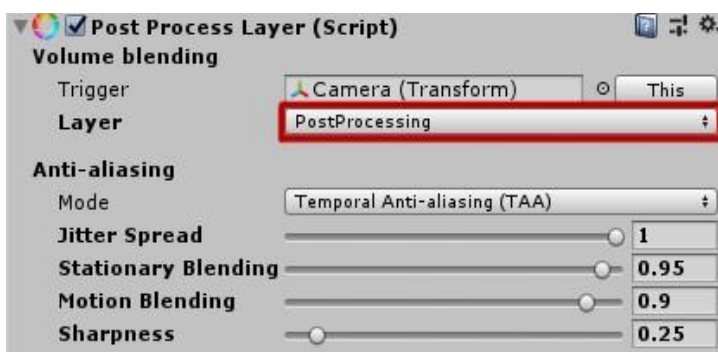 Post Process Layer (Script)
Volume blending
Trigger Camera (Transform) This
Layer PostProcessing
Anti-aliasing
Mode Temporal Anti-aliasing (TAA)
Jitter Spread 1
Stationary Blending 0.95
Motion Blending 0.9
Sharpness 0.25